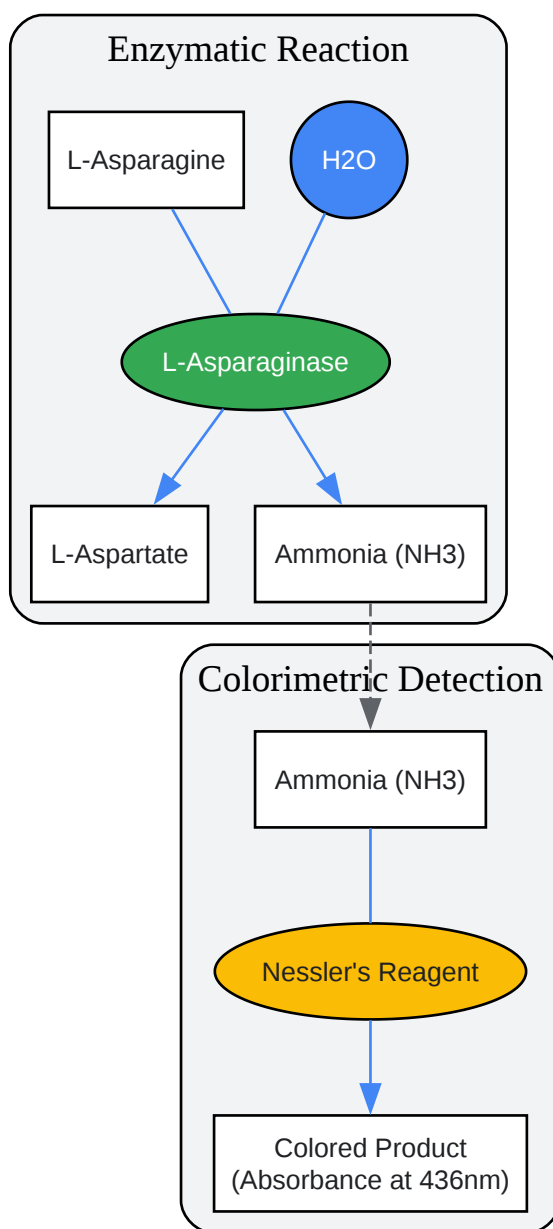 Enzymatic Reaction
L-Asparagine
H2O
L-Asparaginase
L-Aspartate
Ammonia (NH3)
Colorimetric Detection
Ammonia (NH3)
Nessler's Reagent
Colored Product
(Absorbance at 436nm)